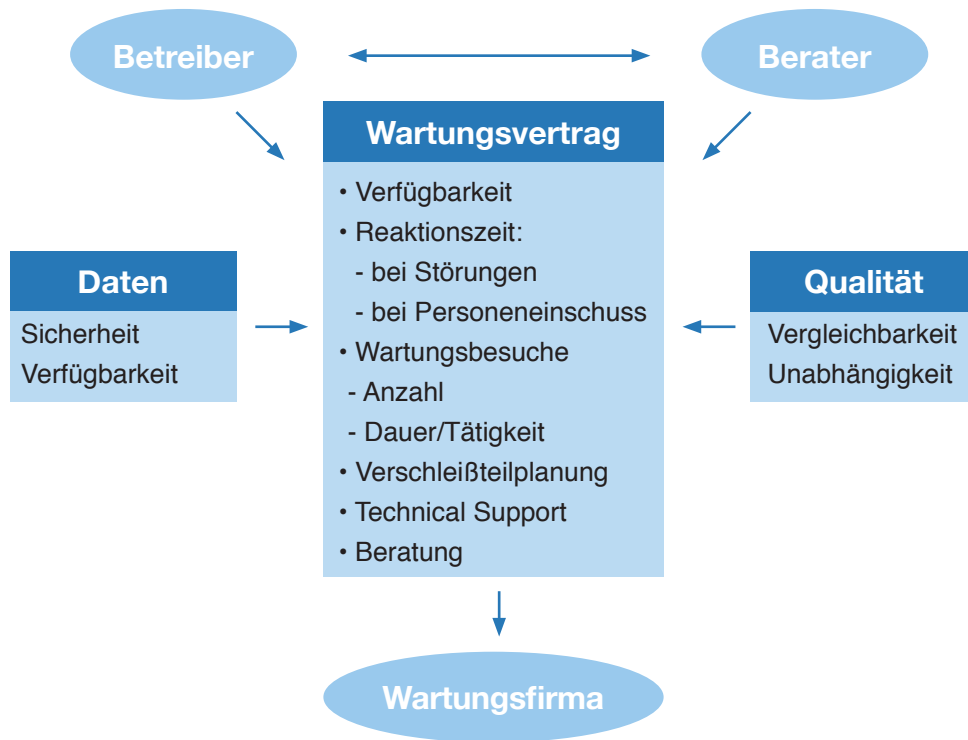 Betreiber
Berater
Wartungsvertrag
• Verfügbarkeit
• Reaktionszeit:
- bei Störungen
- bei Personeneinschuss
• Wartungsbesuche
- Anzahl
- Dauer/Tätigkeit
• Verschleißteilplanung
• Technical Support
• Beratung
Daten
Sicherheit
Verfügbarkeit
Qualität
Vergleichbarkeit
Unabhängigkeit
Wartungsfirma